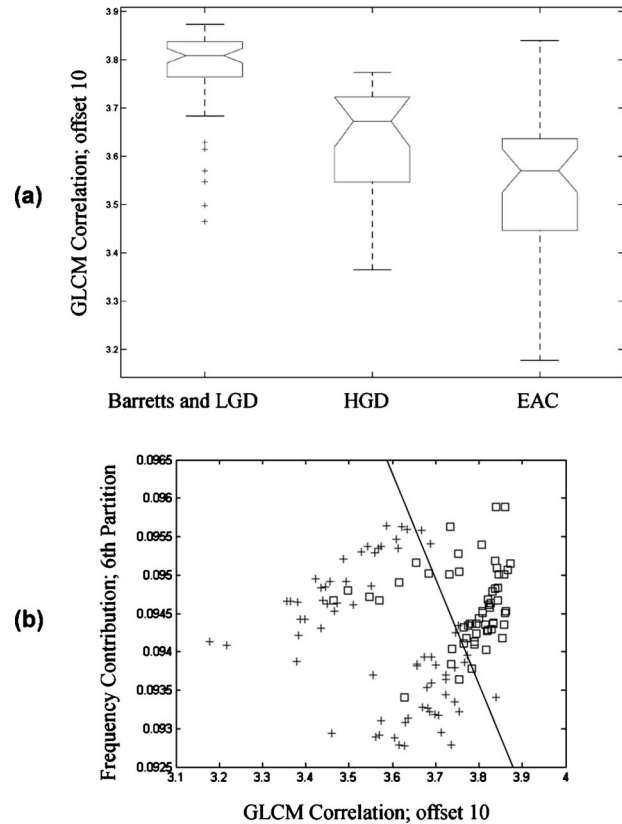 (a)
GLCM Correlation; offset 10
3.9
3.8
3.7
3.6
3.5
3.4
3.3
3.2
Barretts and LGD HGD EAC
(b)
Frequency Contribution; 6th Partition
0.0965
0.096
0.0955
0.095
0.0945
0.094
0.0935
0.093
0.0925
3.1 3.2 3.3 3.4 3.5 3.6 3.7 3.8 3.9 4
GLCM Correlation; offset 10